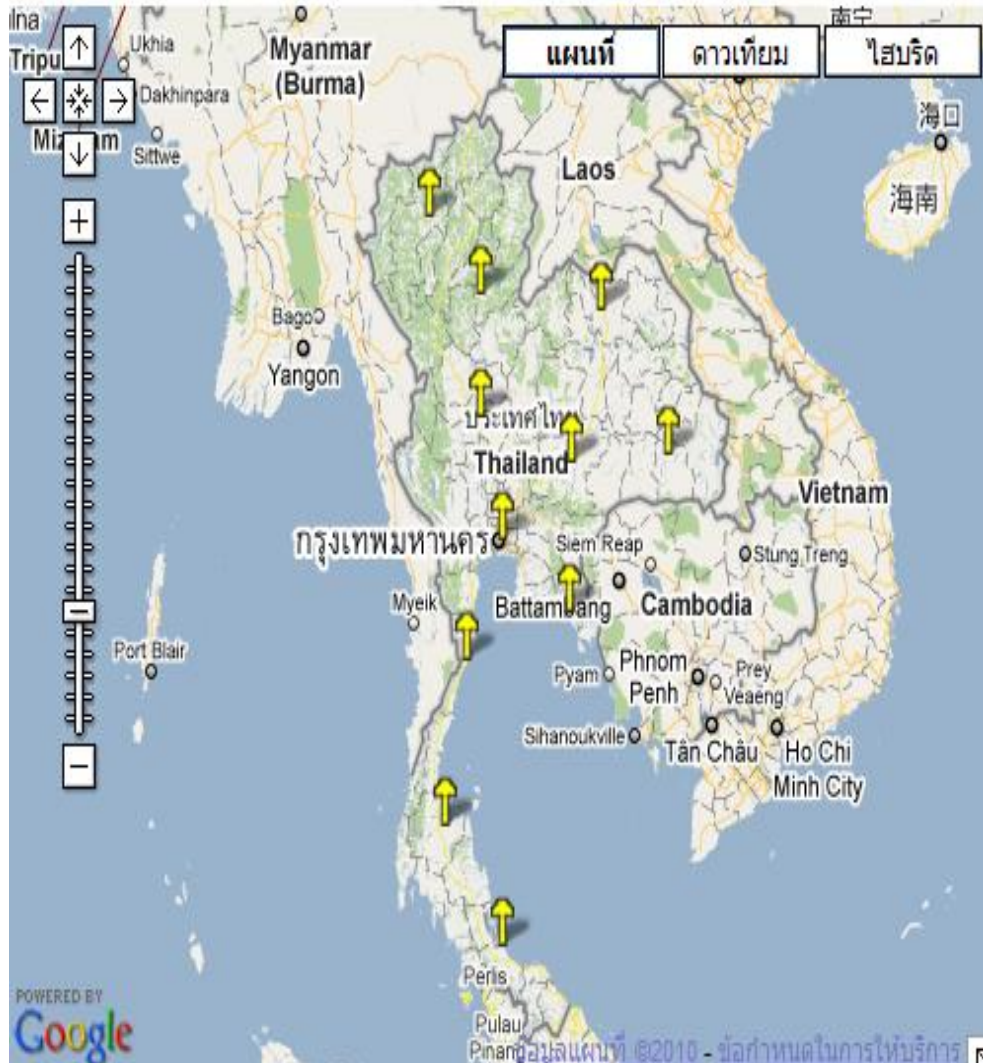 ulna
Tripu
Ukhia
Myanmar
(Burma)
แผนที่
ดาวเทียม
ไฮบริด
南宁
Dakhinpara
Sittwe
Laos
海口
海南
Bago
Yangon
ประเทศไทย
Thailand
Vietnam
กรุงเทพมหานคร
Siem Reap
Stung Treng
Myeik
Battambang
Cambodia
Port Blair
Pyam
Phnom
Penh
Prey
Veaeng
Sihanoukville
Tân Châu
Ho Chi
Minh City
Perlis
POWERED BY
Google
Pulau
Pinang
ข้อมูลแผนที่ ©2010 - ข้อกำหนดในการให้บริการ